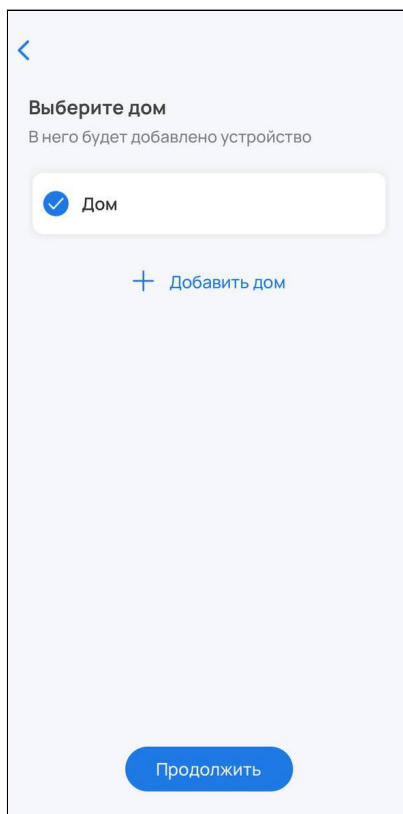 Выберите дом
В него будет добавлено устройство
Дом
Добавить дом
Продолжить